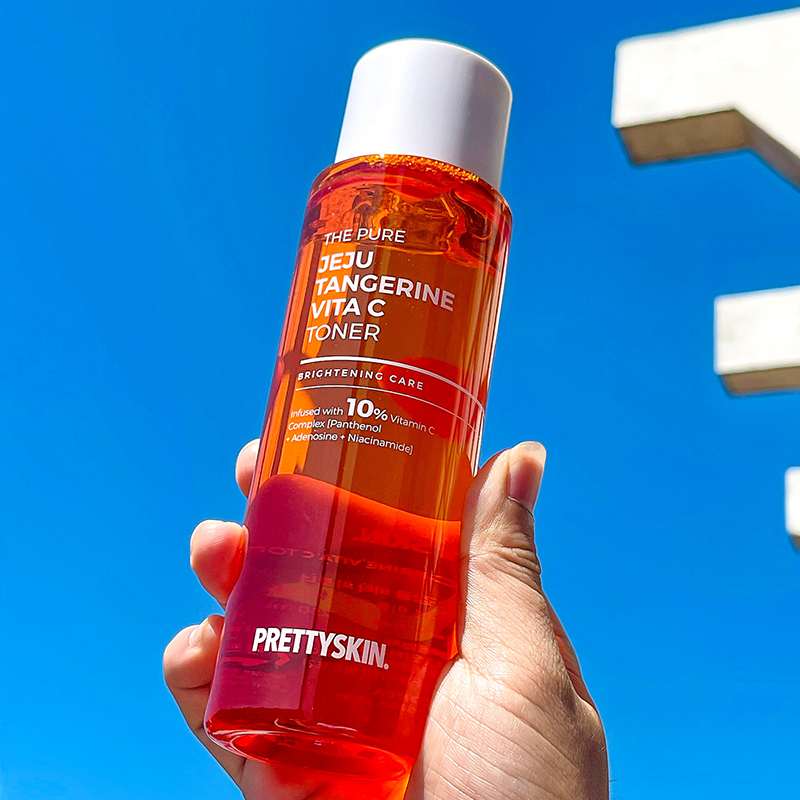 THE PURE
JEJU
TANGERINE
VITA C
TONER
BRIGHTENING CARE
Infused with 10% Vitamin C
Complex [Panthenol
+ Adenosine + Niacinamide]
PRETTYSKIN.